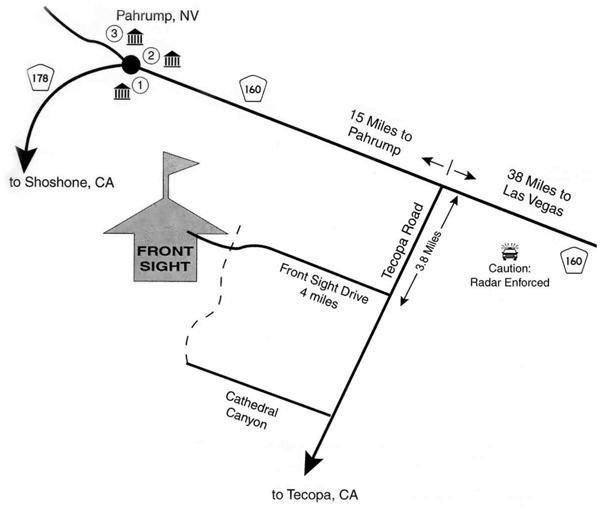 Pahrump, NV
3
2
1
178
160
15 Miles to
Pahrump
38 Miles to
Las Vegas
to Shoshone, CA
Tecopa Road
3.8 Miles
FRONT
SIGHT
Front Sight Drive
4 miles
Caution:
Radar Enforced
160
Cathedral
Canyon
to Tecopa, CA